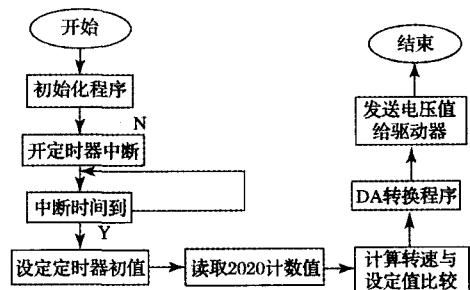 开始
初始化程序
N
开定时器中断
中断时间到
Y
设定定时器初值
读取2020计数值
计算转速与
设定值比较
DA转换程序
发送电压值
给驱动器
结束